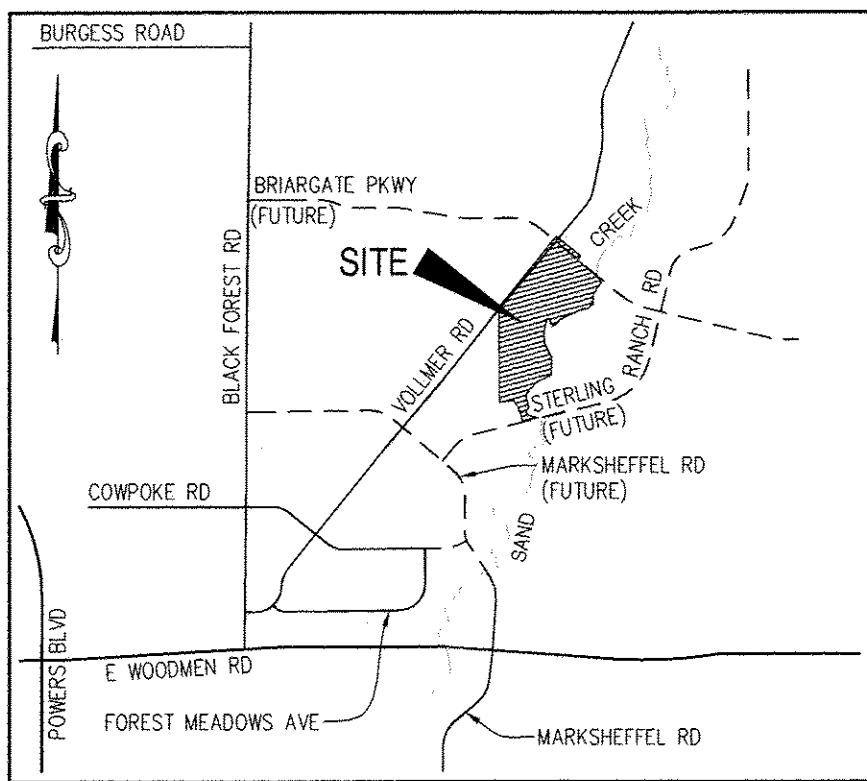 BURGESS ROAD
BRIARGATE PKWY
(FUTURE)
CREEK
SITE
BLACK FOREST RD
VOLLMER RD
RANCH RD
STERLING
(FUTURE)
MARKSHEFFEL RD
(FUTURE)
COWPOKE RD
SAND
POWERS BLVD
E WOODMEN RD
FOREST MEADOWS AVE
MARKSHEFFEL RD